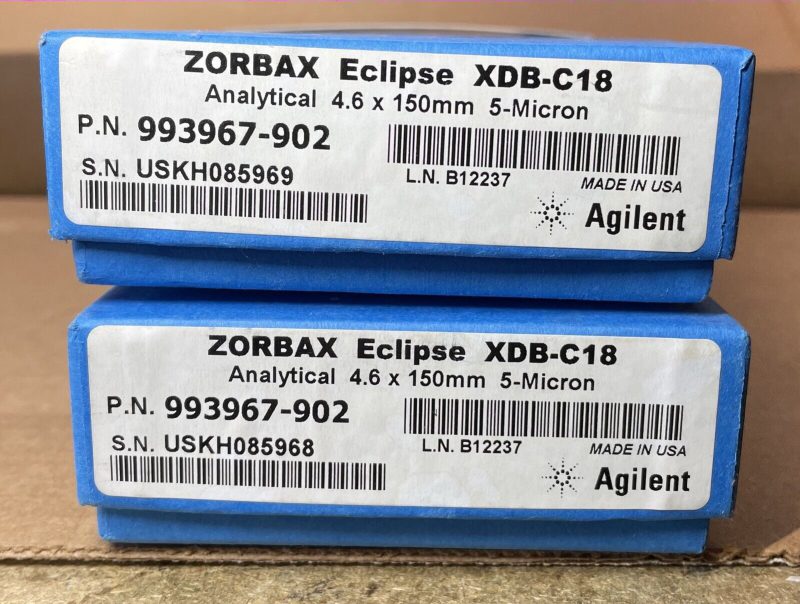 ZORBAX Eclipse XDB-C18
Analytical 4.6 x 150mm 5-Micron
P.N. 993967-902
S.N. USKH085969
L.N. B12237 MADE IN USA
Agilent
ZORBAX Eclipse XDB-C18
Analytical 4.6 x 150mm 5-Micron
P.N. 993967-902
S.N. USKH085968
L.N. B12237 MADE IN USA
Agilent